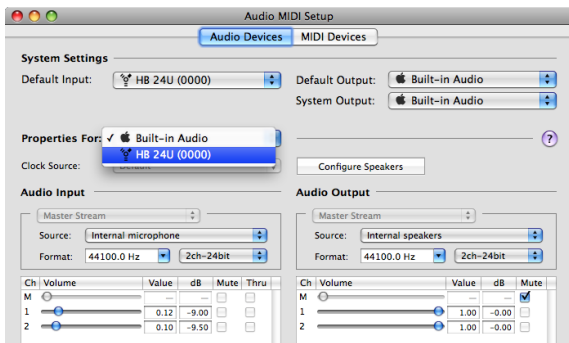 Audio MIDI Setup
Audio Devices MIDI Devices
System Settings
Default Input: HB 24U (0000) Default Output: Built-in Audio
System Output: Built-in Audio
Properties For: ✓ Built-in Audio ?
HB 24U (0000)
Clock Source: Default Configure Speakers
Audio Input Audio Output
Master Stream Master Stream
Source: Internal microphone Source: Internal speakers
Format: 44100.0 Hz 2ch-24bit Format: 44100.0 Hz 2ch-24bit
Ch Volume Value dB Mute Thru Ch Volume Value dB Mute
M — — M — —
1 0.12 -9.00 1 1.00 -0.00
2 0.10 -9.50 2 1.00 -0.00